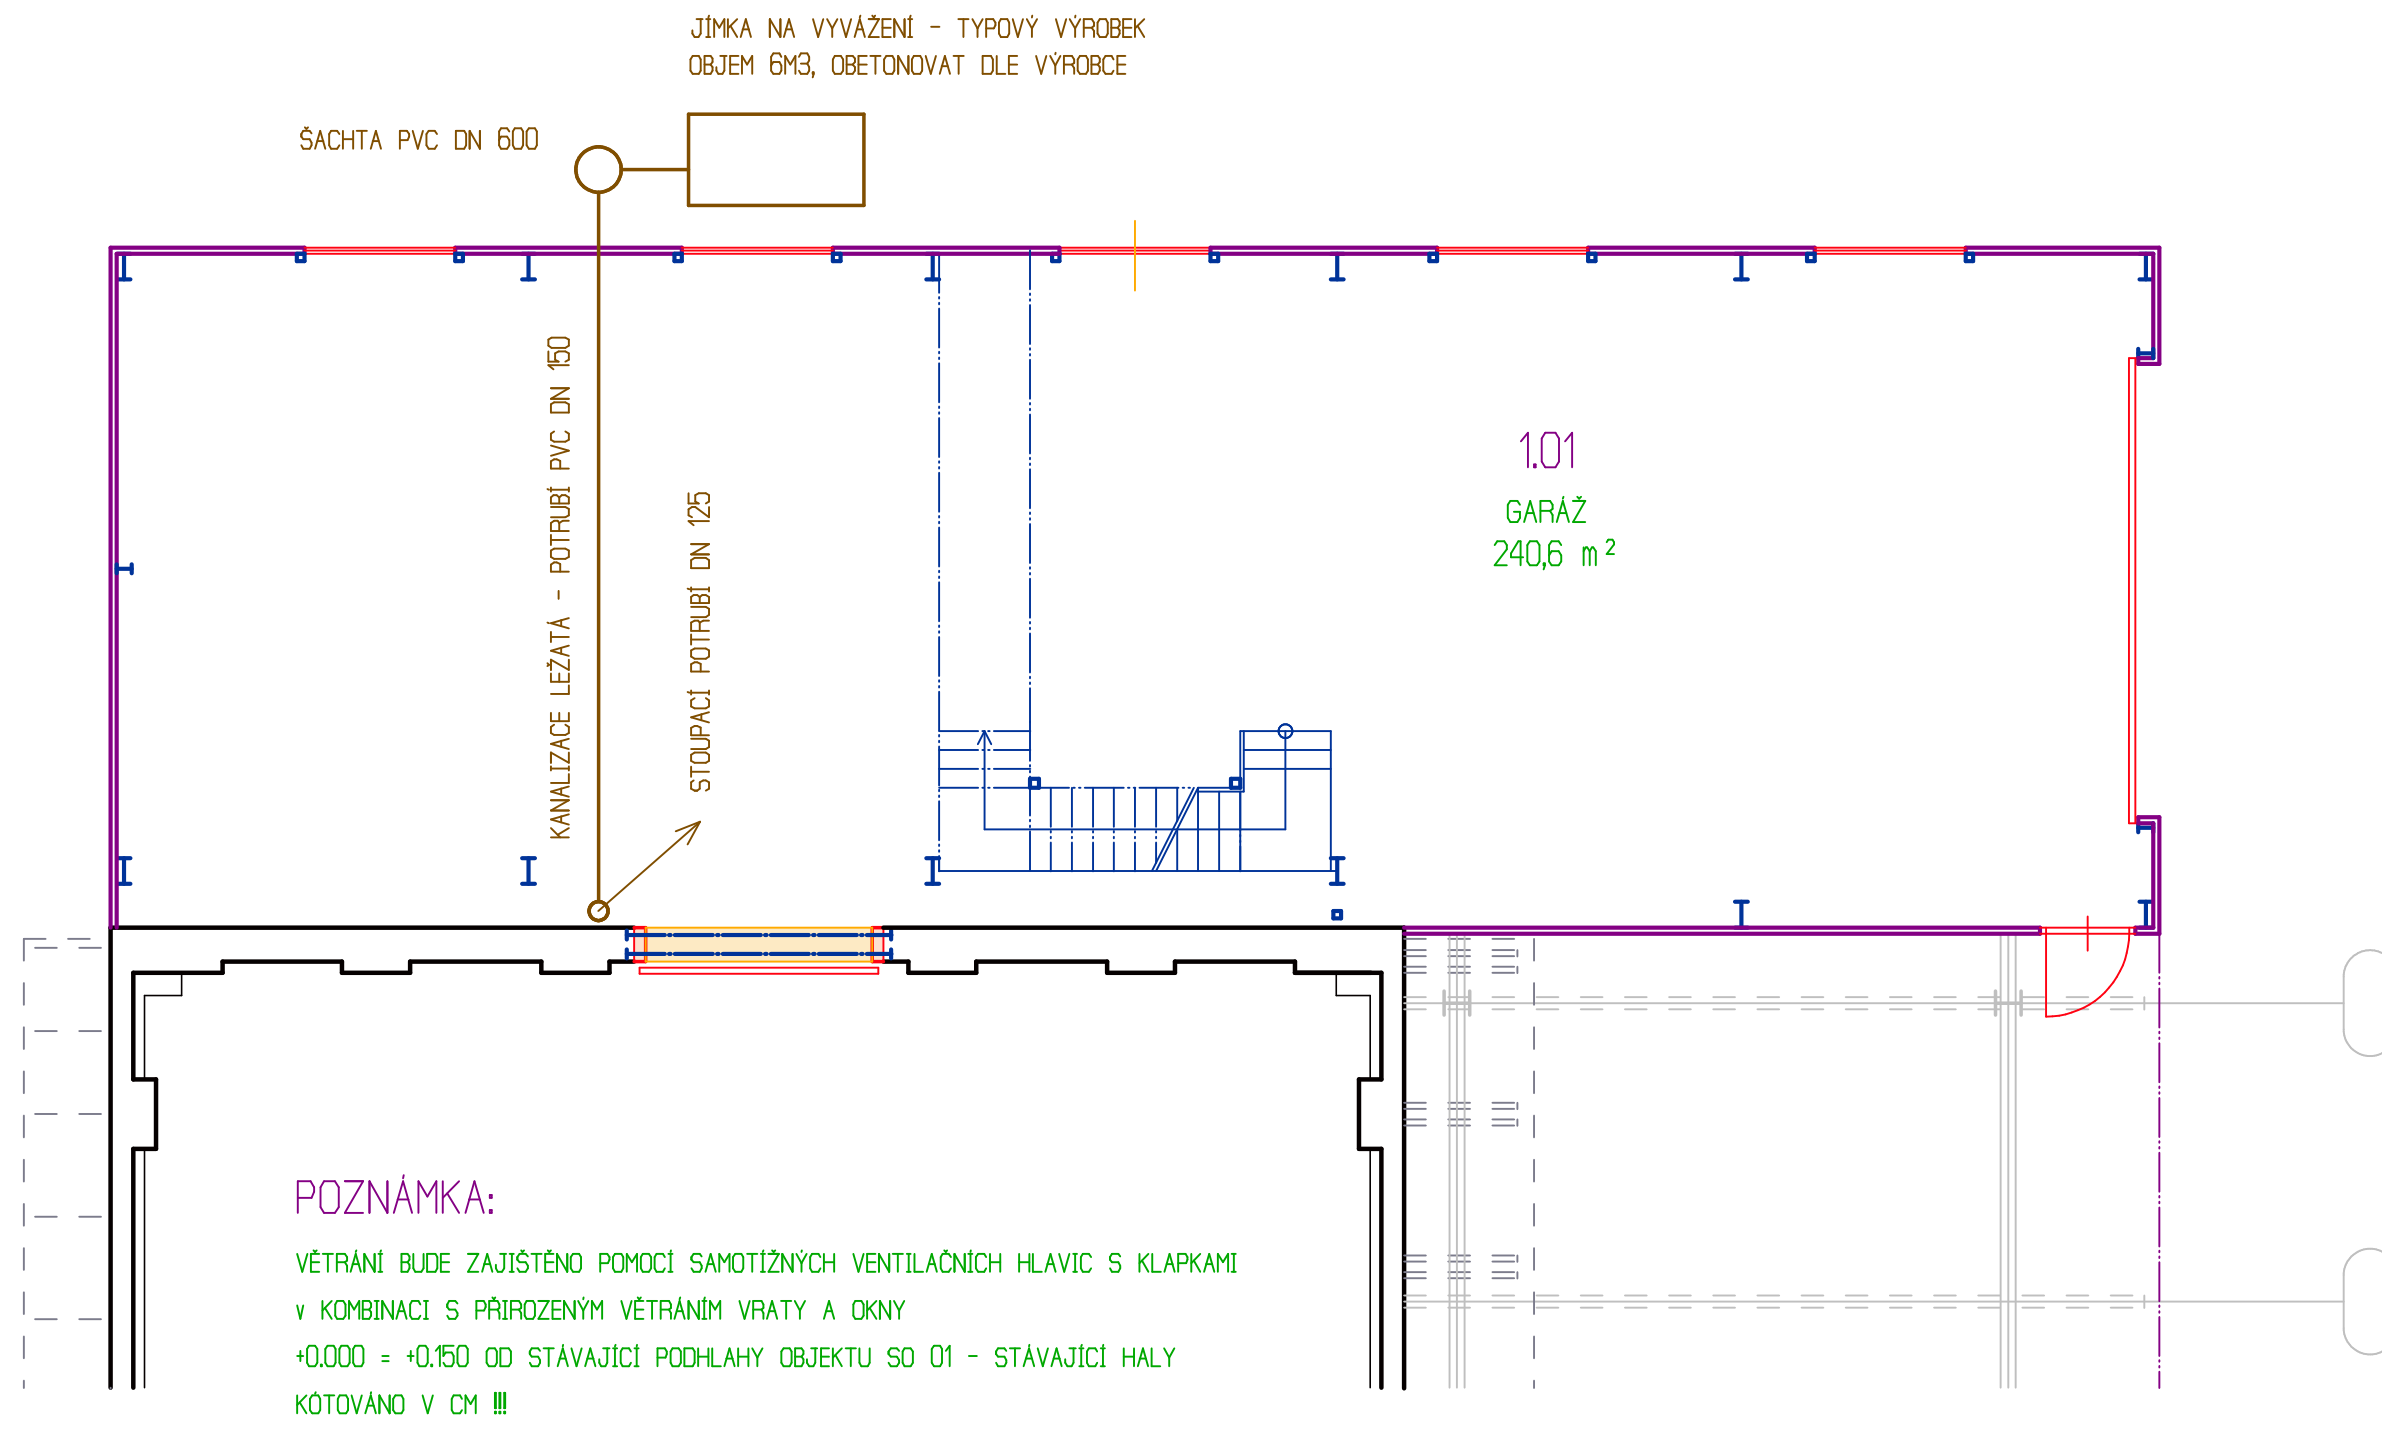 JÍMKA NA VYVÁŽENÍ - TYPOVÝ VÝROBEK
OBJEM 6M3, OBETONOVAT DLE VÝROBCE
ŠACHTA PVC DN 600
KANALIZACE LEŽATÁ - POTRUBÍ PVC DN 150
STOUPACÍ POTRUBÍ DN 125
1.01
GARÁŽ
240,6 m²
POZNÁMKA:
VĚTRÁNÍ BUDE ZAJIŠTĚNO POMOCÍ SAMOTÍŽNÝCH VENTILAČNÍCH HLAVIC S KLAPKAMI
v KOMBINACI S PŘIROZENÝM VĚTRÁNÍM VRATY A OKNY
+0.000 = +0.150 OD STÁVAJÍCÍ PODHLAHY OBJEKTU SO 01 - STÁVAJÍCÍ HALY
KÓTOVÁNO V CM !!!